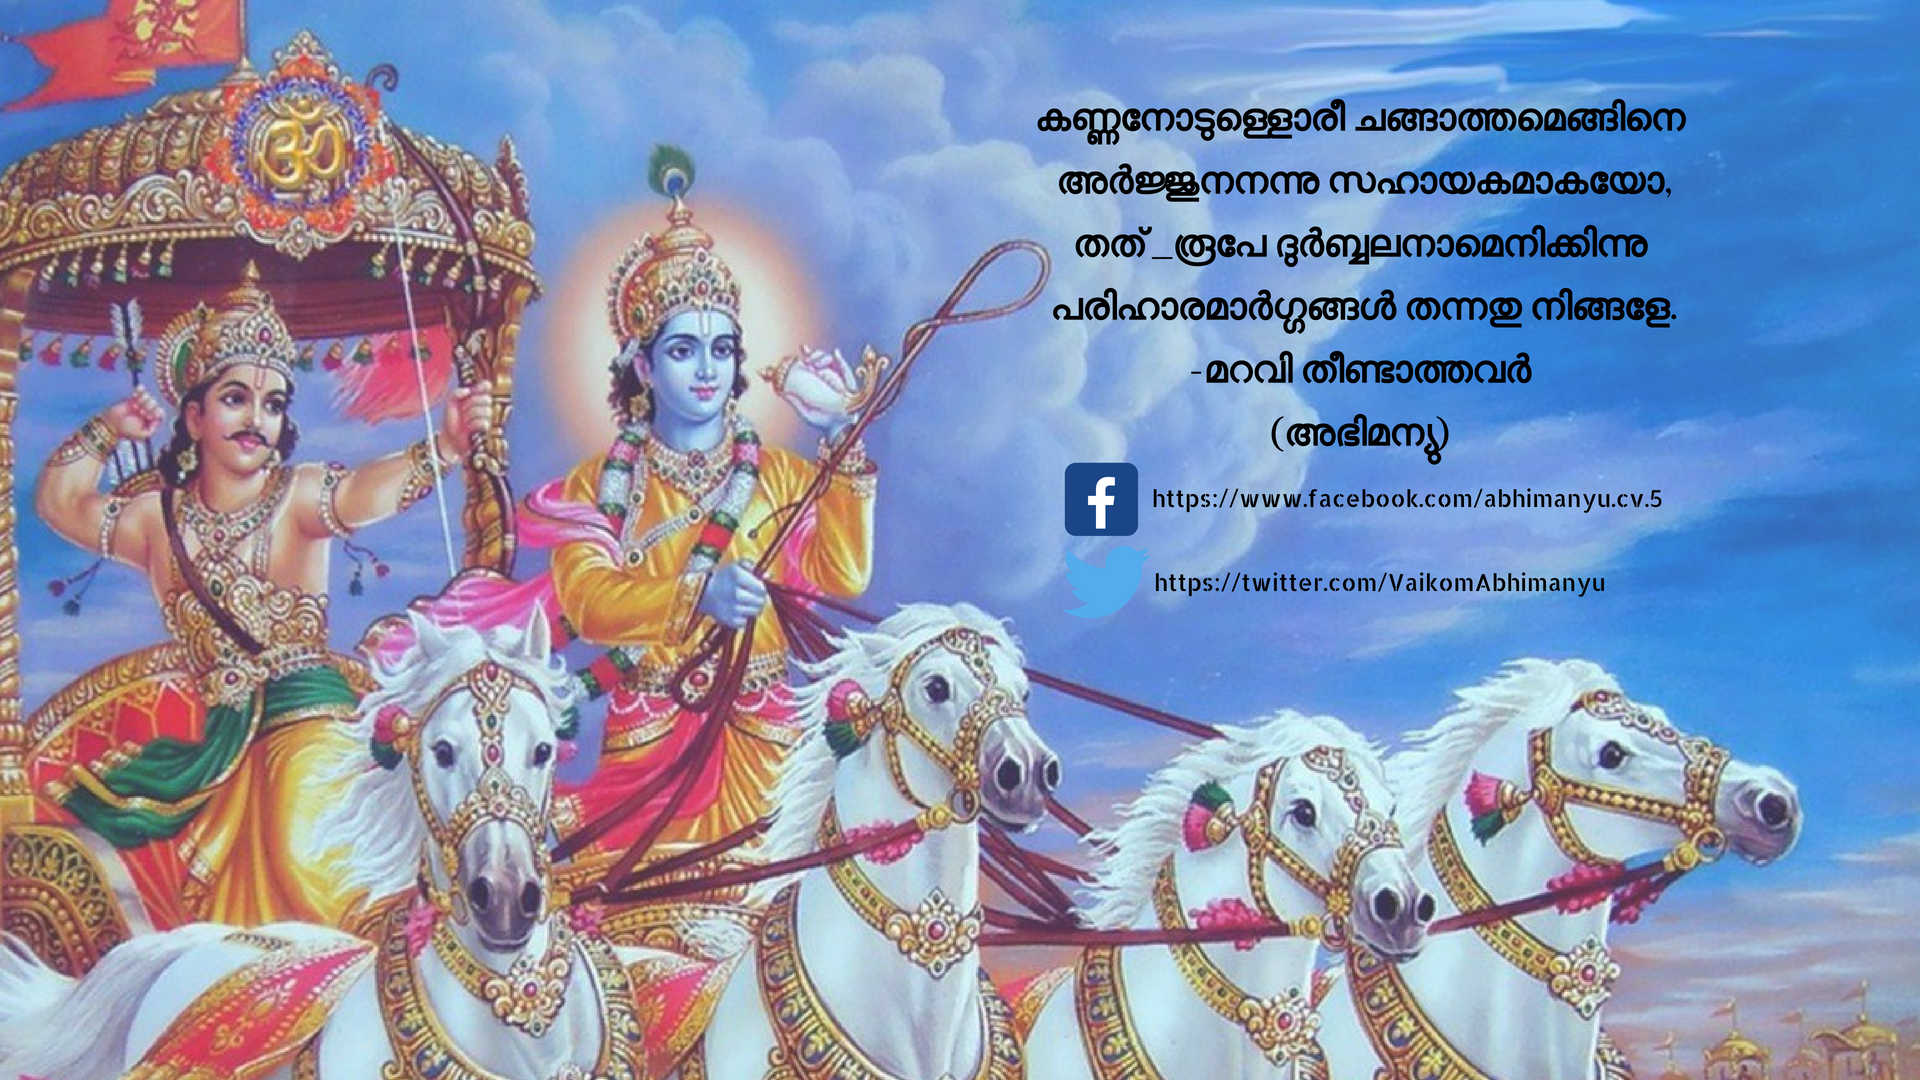 ॐ
കണ്ണനോടുള്ളൊരീ ചങ്ങാത്തമെങ്ങിനെ
അർജ്ജുനനന്നു സഹായകമാകയോ,
തത്_രൂപേ ദുർബ്ബലനാമെനിക്കിന്നു
പരിഹാരമാർഗ്ഗങ്ങൾ തന്നതു നിങ്ങളേ.
-മറവി തീണ്ടാത്തവർ
(അഭിമന്യു)
f https://www.facebook.com/abhimanyu.cv.5
https://twitter.com/VaikomAbhimanyu